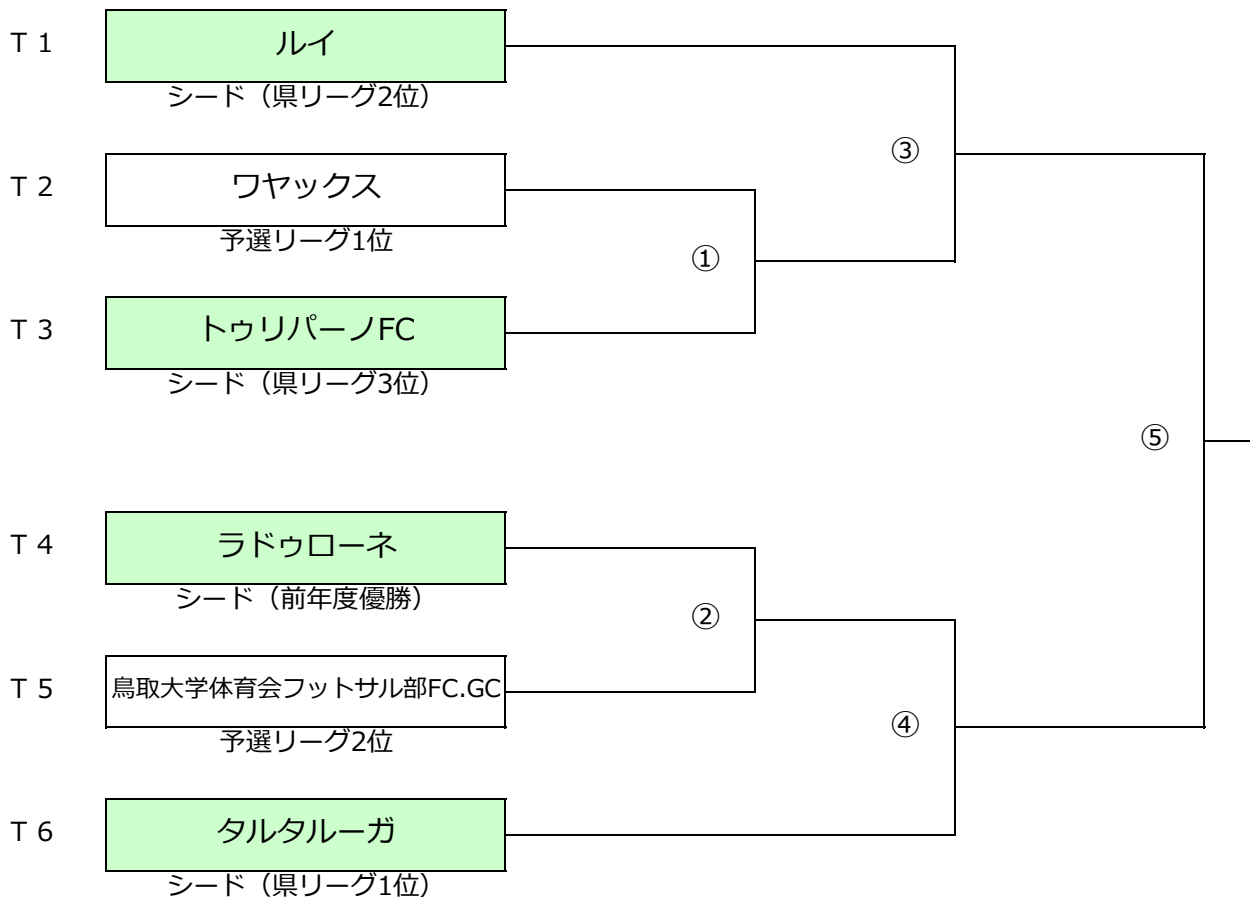 T 1
ルイ
シード（県リーグ2位）
③
T 2
ワヤックス
予選リーグ1位
①
T 3
トゥリパーノFC
シード（県リーグ3位）
⑤
T 4
ラドゥローネ
シード（前年度優勝）
②
T 5
鳥取大学体育会フットサル部FC.GC
予選リーグ2位
④
T 6
タルタルーガ
シード（県リーグ1位）